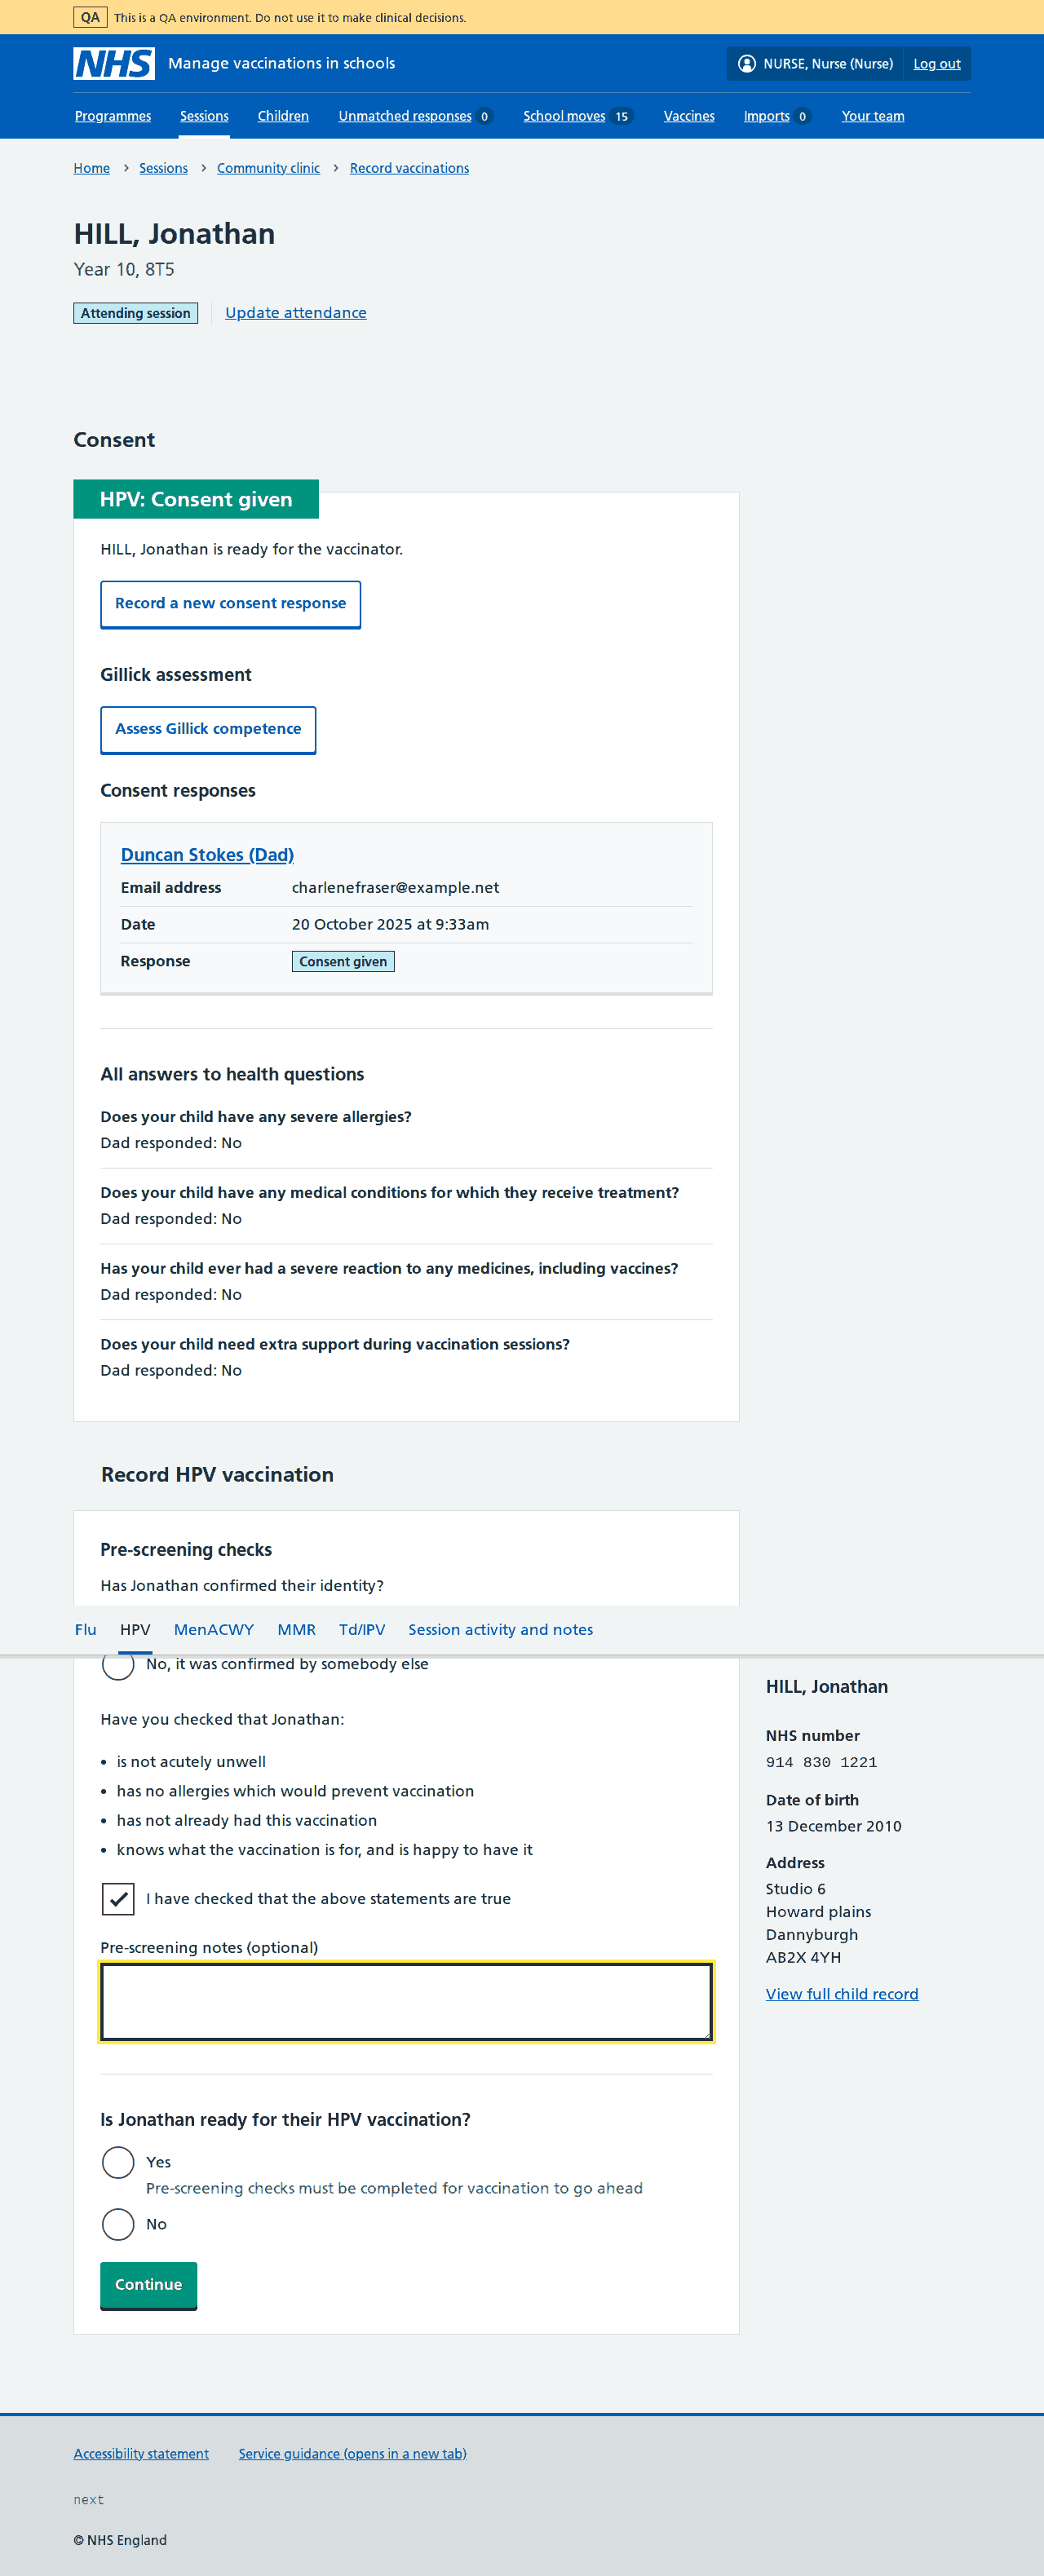 QA This is a QA environment. Do not use it to make clinical decisions.
NHS Manage vaccinations in schools NURSE, Nurse (Nurse) Log out
Programmes Sessions Children Unmatched responses 0 School moves 15 Vaccines Imports 0 Your team
Home Sessions Community clinic Record vaccinations
HILL, Jonathan
Year 10, 8T5
Attending session Update attendance
Consent
HPV: Consent given
HILL, Jonathan is ready for the vaccinator.
Record a new consent response
Gillick assessment
Assess Gillick competence
Consent responses
Duncan Stokes (Dad)
Email address charlenefraser@example.net
Date 20 October 2025 at 9:33am
Response Consent given
All answers to health questions
Does your child have any severe allergies?
Dad responded: No
Does your child have any medical conditions for which they receive treatment?
Dad responded: No
Has your child ever had a severe reaction to any medicines, including vaccines?
Dad responded: No
Does your child need extra support during vaccination sessions?
Dad responded: No
Record HPV vaccination
Pre-screening checks
Has Jonathan confirmed their identity?
Flu HPV MenACWY MMR Td/IPV Session activity and notes
No, it was confirmed by somebody else
Have you checked that Jonathan:
• is not acutely unwell
• has no allergies which would prevent vaccination
• has not already had this vaccination
• knows what the vaccination is for, and is happy to have it
I have checked that the above statements are true
Pre-screening notes (optional)
Is Jonathan ready for their HPV vaccination?
Yes
Pre-screening checks must be completed for vaccination to go ahead
No
Continue
HILL, Jonathan
NHS number
914 830 1221
Date of birth
13 December 2010
Address
Studio 6
Howard plains
Dannyburgh
AB2X 4YH
View full child record
Accessibility statement Service guidance (opens in a new tab)
next
© NHS England